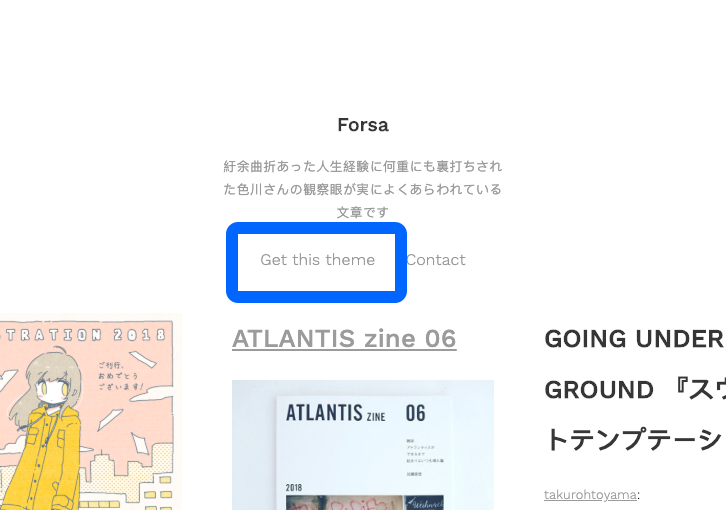 Forsa
紆余曲折あった人生経験に何重にも裏打ちされ
た色川さんの観察眼が実によくあらわれている
文章です
Get this theme
Contact
TRATION 2018
ご刊行、
おめでとう
ございます!
ATLANTIS zine 06
ATLANTIS ZINE 06
2018
GOING UNDER
GROUND 『スウ
トテンプテーシ
takurohtoyama: